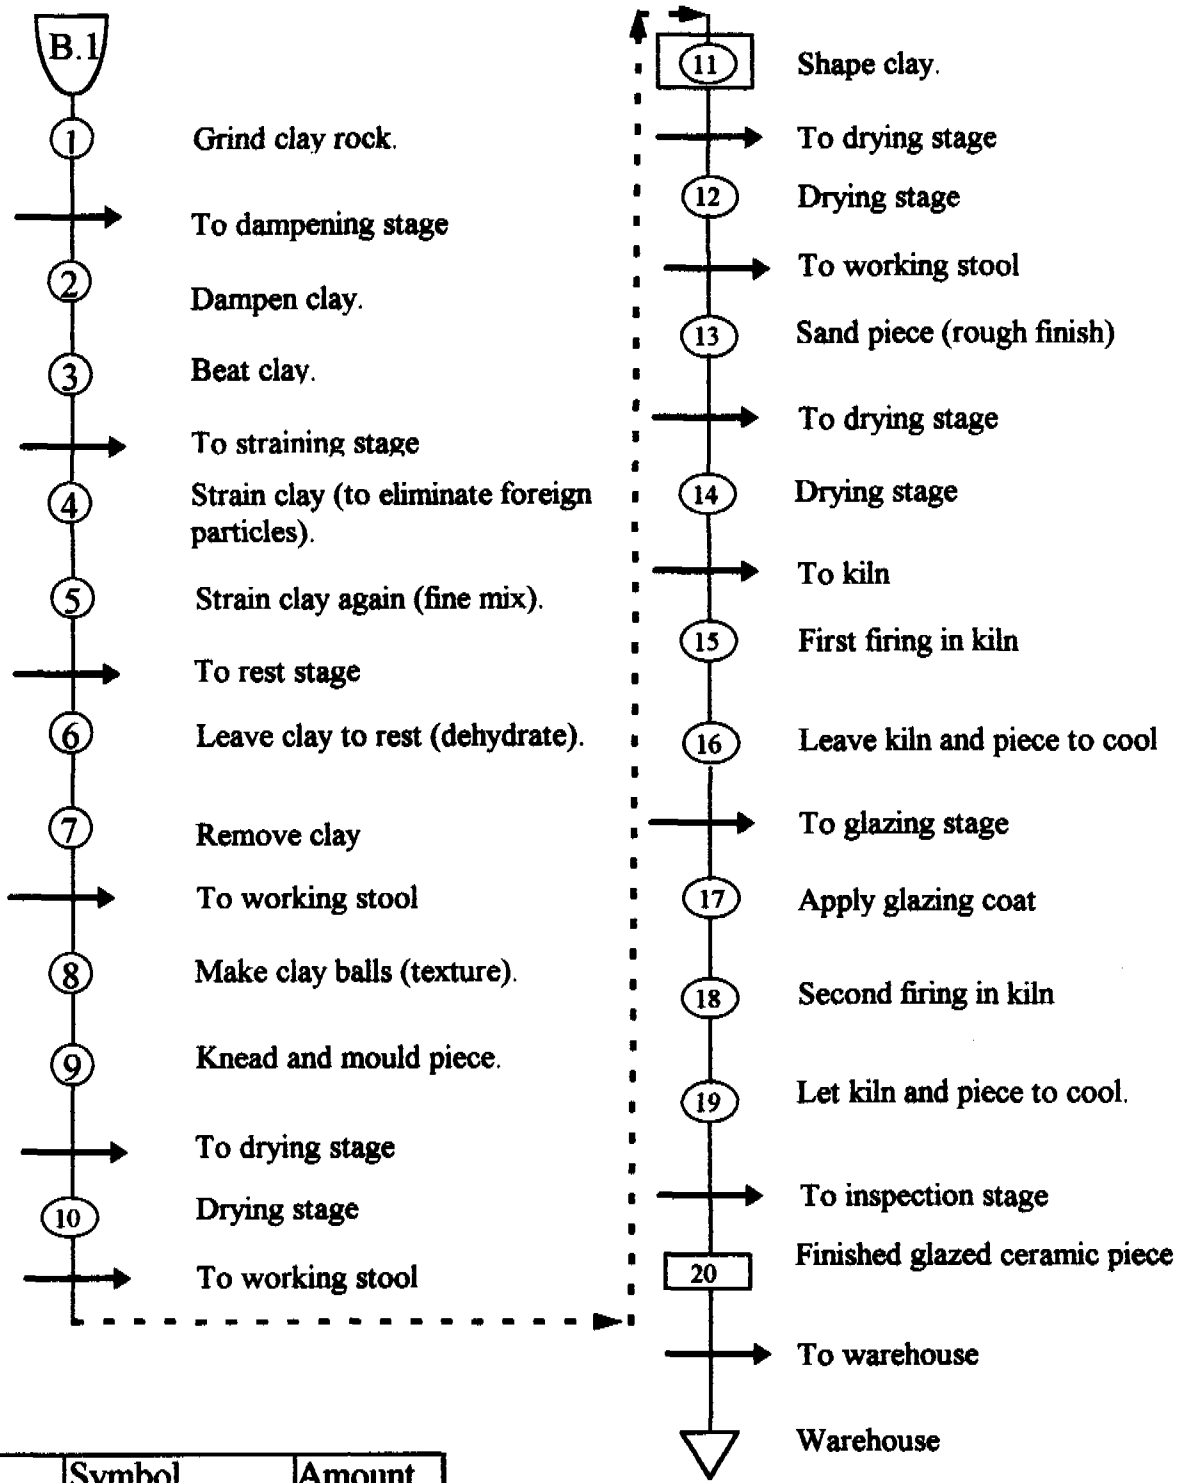 B.1
1
Grind clay rock.
To dampening stage
2
Dampen clay.
3
Beat clay.
To straining stage
4
Strain clay (to eliminate foreign
particles).
5
Strain clay again (fine mix).
To rest stage
6
Leave clay to rest (dehydrate).
7
Remove clay
To working stool
8
Make clay balls (texture).
9
Knead and mould piece.
To drying stage
10
Drying stage
To working stool
11
Shape clay.
To drying stage
12
Drying stage
To working stool
13
Sand piece (rough finish)
To drying stage
14
Drying stage
To kiln
15
First firing in kiln
16
Leave kiln and piece to cool
To glazing stage
17
Apply glazing coat
18
Second firing in kiln
19
Let kiln and piece to cool.
To inspection stage
20
Finished glazed ceramic piece
To warehouse
Warehouse
Symbol
Amount